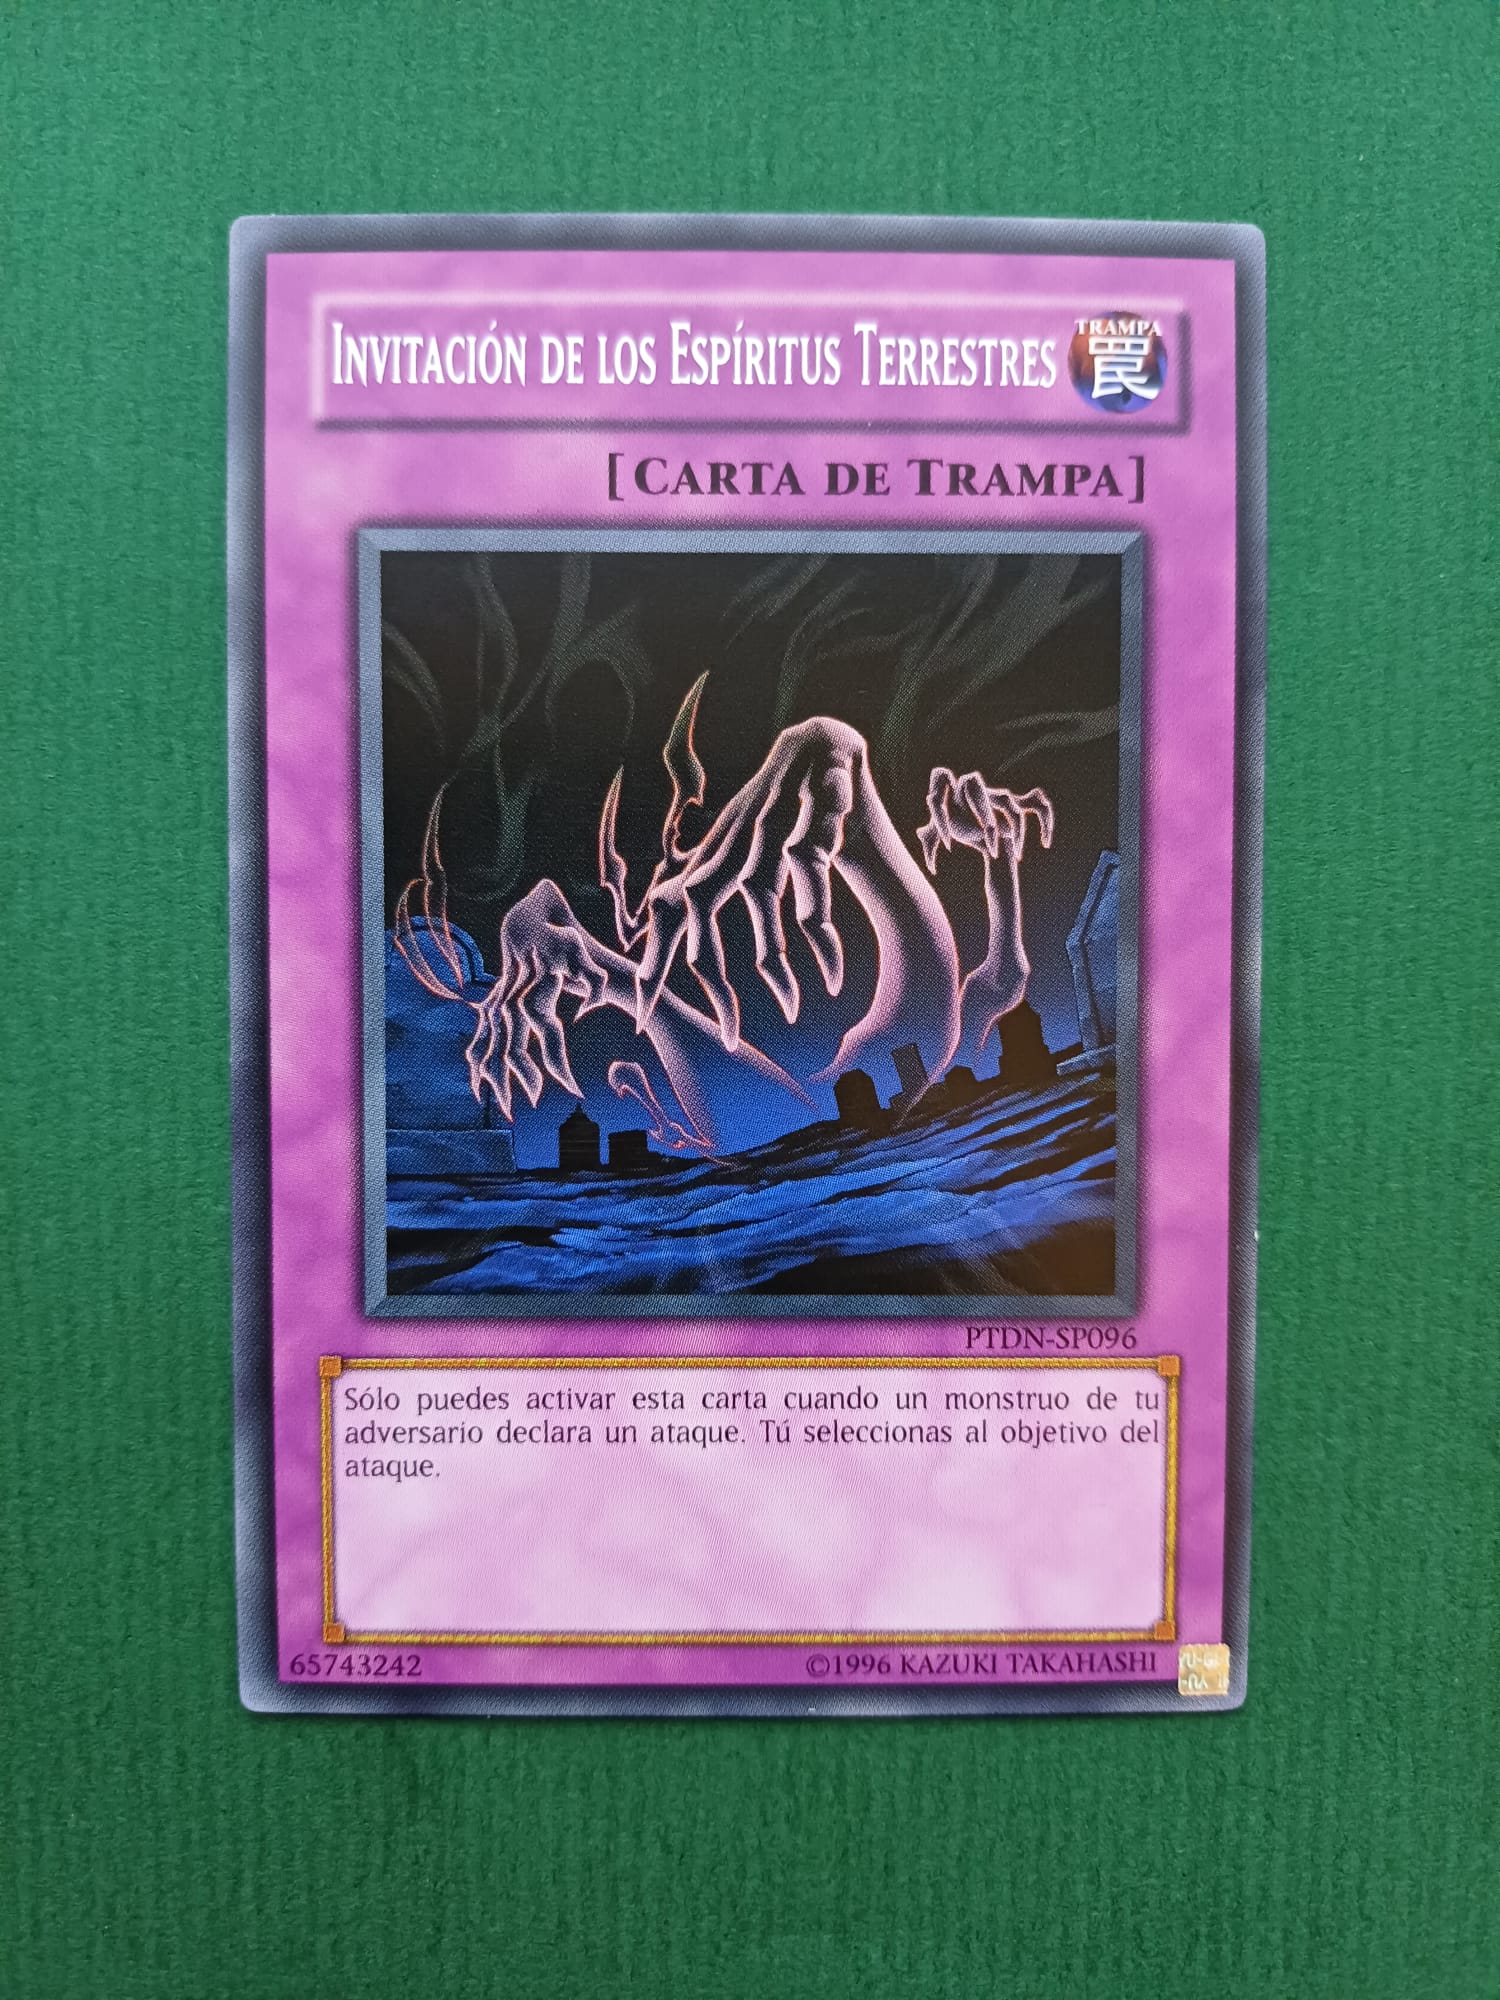 INVITACIÓN DE LOS ESPÍRITUS TERRESTRES
TRAMPA
罠
[CARTA DE TRAMPA]
PTDN-SP096
Sólo puedes activar esta carta cuando un monstruo de tu
adversario declara un ataque. Tú seleccionas al objetivo del
ataque.
65743242
©1996 KAZUKI TAKAHASHI